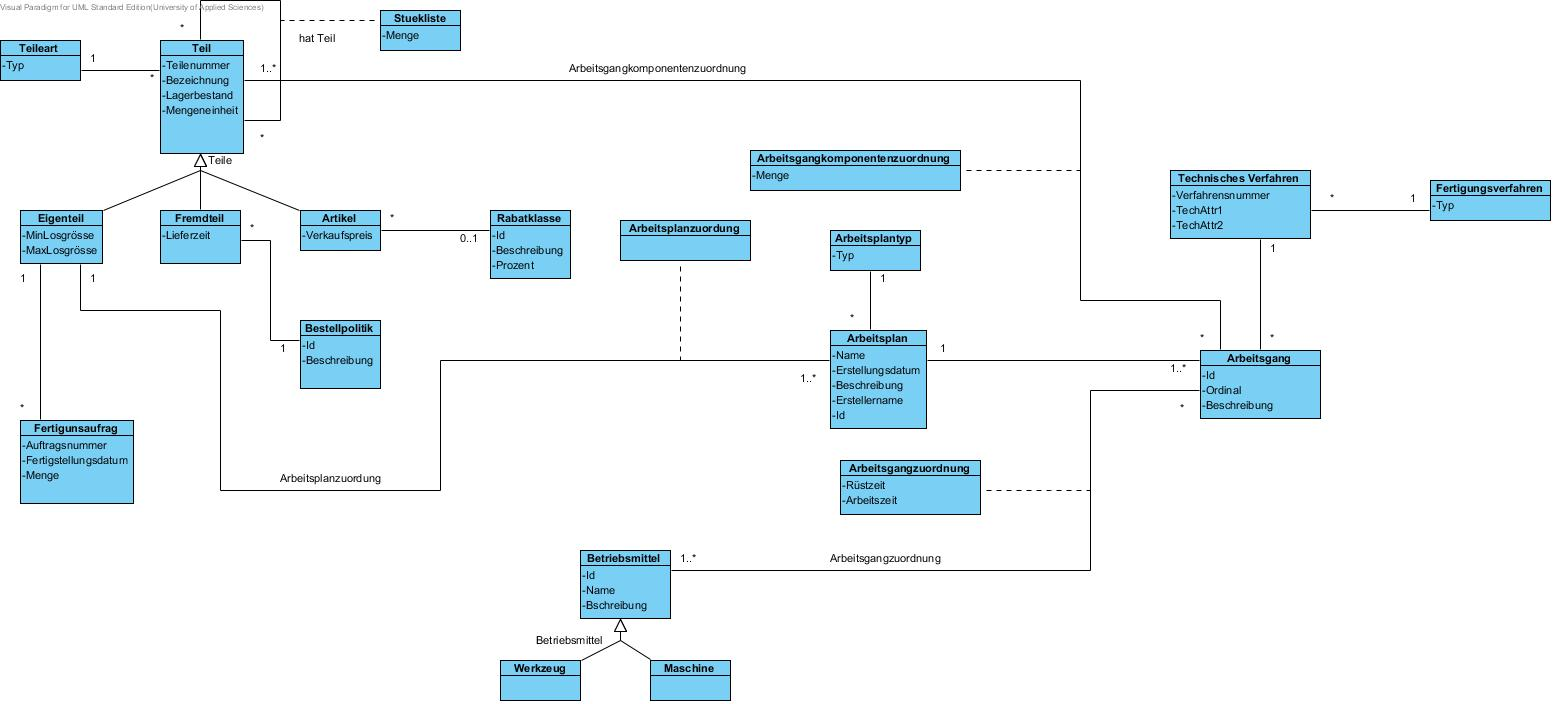 Visual Paradigm for UML Standard Edition(University of Applied Sciences)
*
Stuekliste
-Menge
hat Teil
Teileart
-Typ
1
*
Teil
-Teilenummer
-Bezeichnung
-Lagerbestand
-Mengeneinheit
1..*
*
Arbeitsgangkomponentenzuordnung
Teile
Arbeitsgangkomponentenzuordnung
-Menge
Technisches Verfahren
-Verfahrensnummer
-TechAttr1
-TechAttr2
*
1
Fertigungsverfahren
-Typ
Eigenteil
-MinLosgrösse
-MaxLosgrösse
Fremdteil
-Lieferzeit
*
Artikel
-Verkaufspreis
*
0..1
Rabatklasse
-Id
-Beschreibung
-Prozent
Arbeitsplanzuordung
Arbeitsplantyp
-Typ
1
*
1
*
*
1
1
1
Bestellpolitik
-Id
-Beschreibung
Arbeitsplan
-Name
-Erstellungsdatum
-Beschreibung
-Erstellername
-Id
1..*
1
1..*
*
Arbeitsgang
-Id
-Ordinal
-Beschreibung
*
Fertigunsaufrag
-Auftragsnummer
-Fertigstellungsdatum
-Menge
Arbeitsplanzuordung
Arbeitsgangzuordnung
-Rüstzeit
-Arbeitszeit
Betriebsmittel
-Id
-Name
-Bschreibung
1..*
Arbeitsgangzuordnung
Betriebsmittel
Werkzeug
Maschine